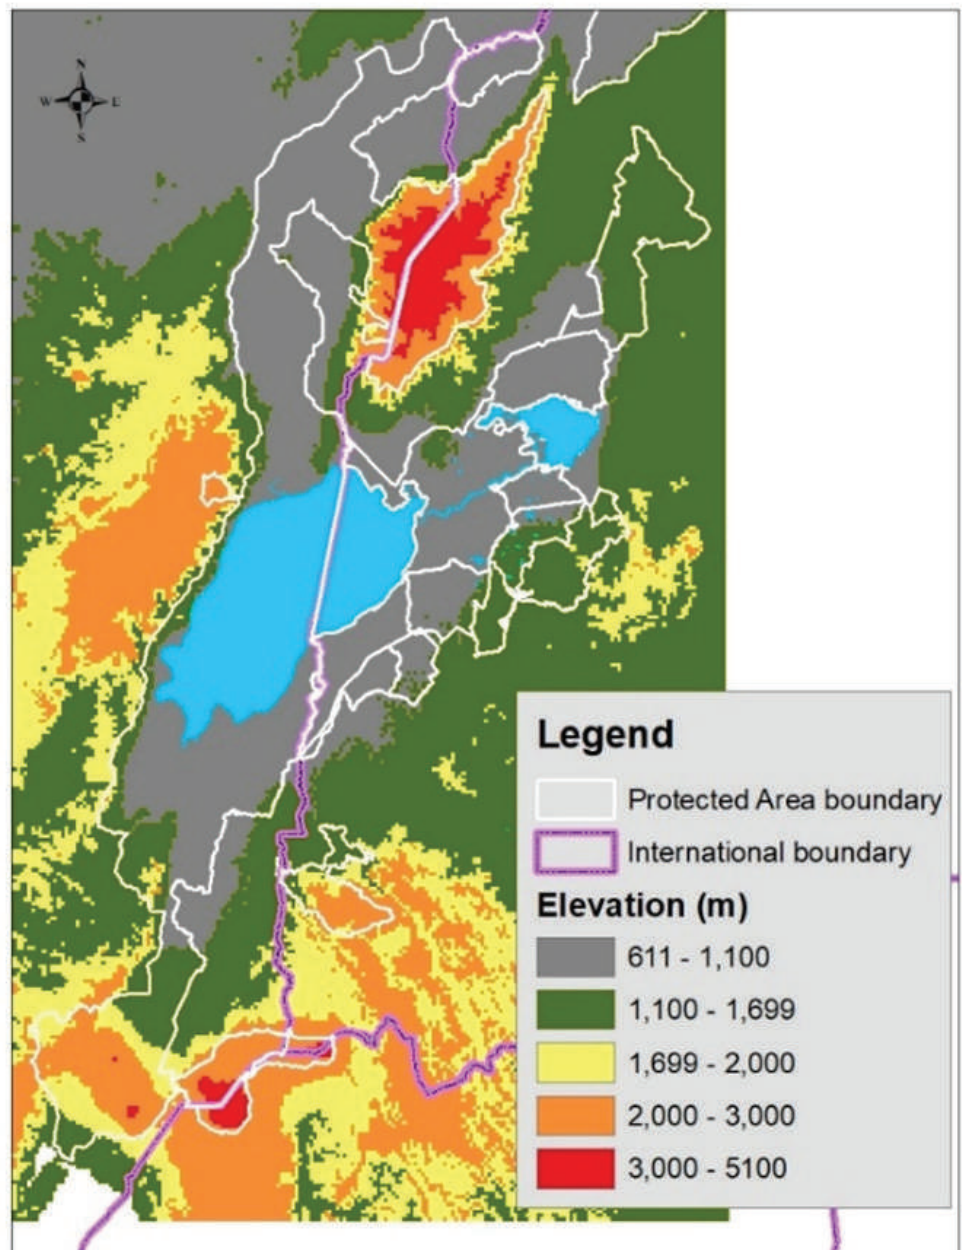 N
W E
S
Legend
Protected Area boundary
International boundary
Elevation (m)
611 - 1,100
1,100 - 1,699
1,699 - 2,000
2,000 - 3,000
3,000 - 5100